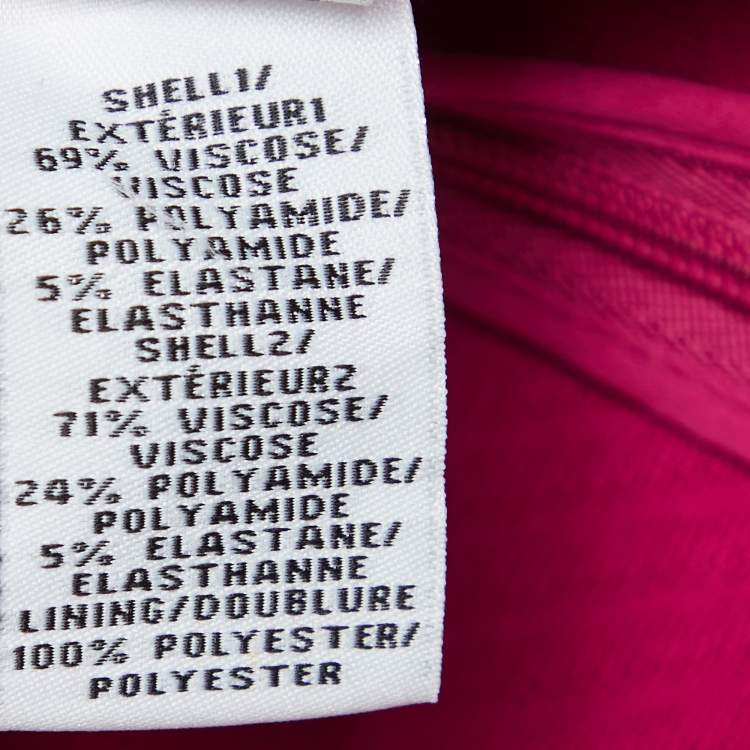 SHELL1/
EXTÉRIEUR1
69% VISCOSE/
VISCOSE
26% POLYAMIDE/
POLYAMIDE
5% ELASTANE/
ELASTHANNE
SHELL2/
EXTÉRIEUR2
71% VISCOSE/
VISCOSE
24% POLYAMIDE/
POLYAMIDE
5% ELASTANE/
ELASTHANNE
LINING/DOUBLURE
100% POLYESTER/
POLYESTER